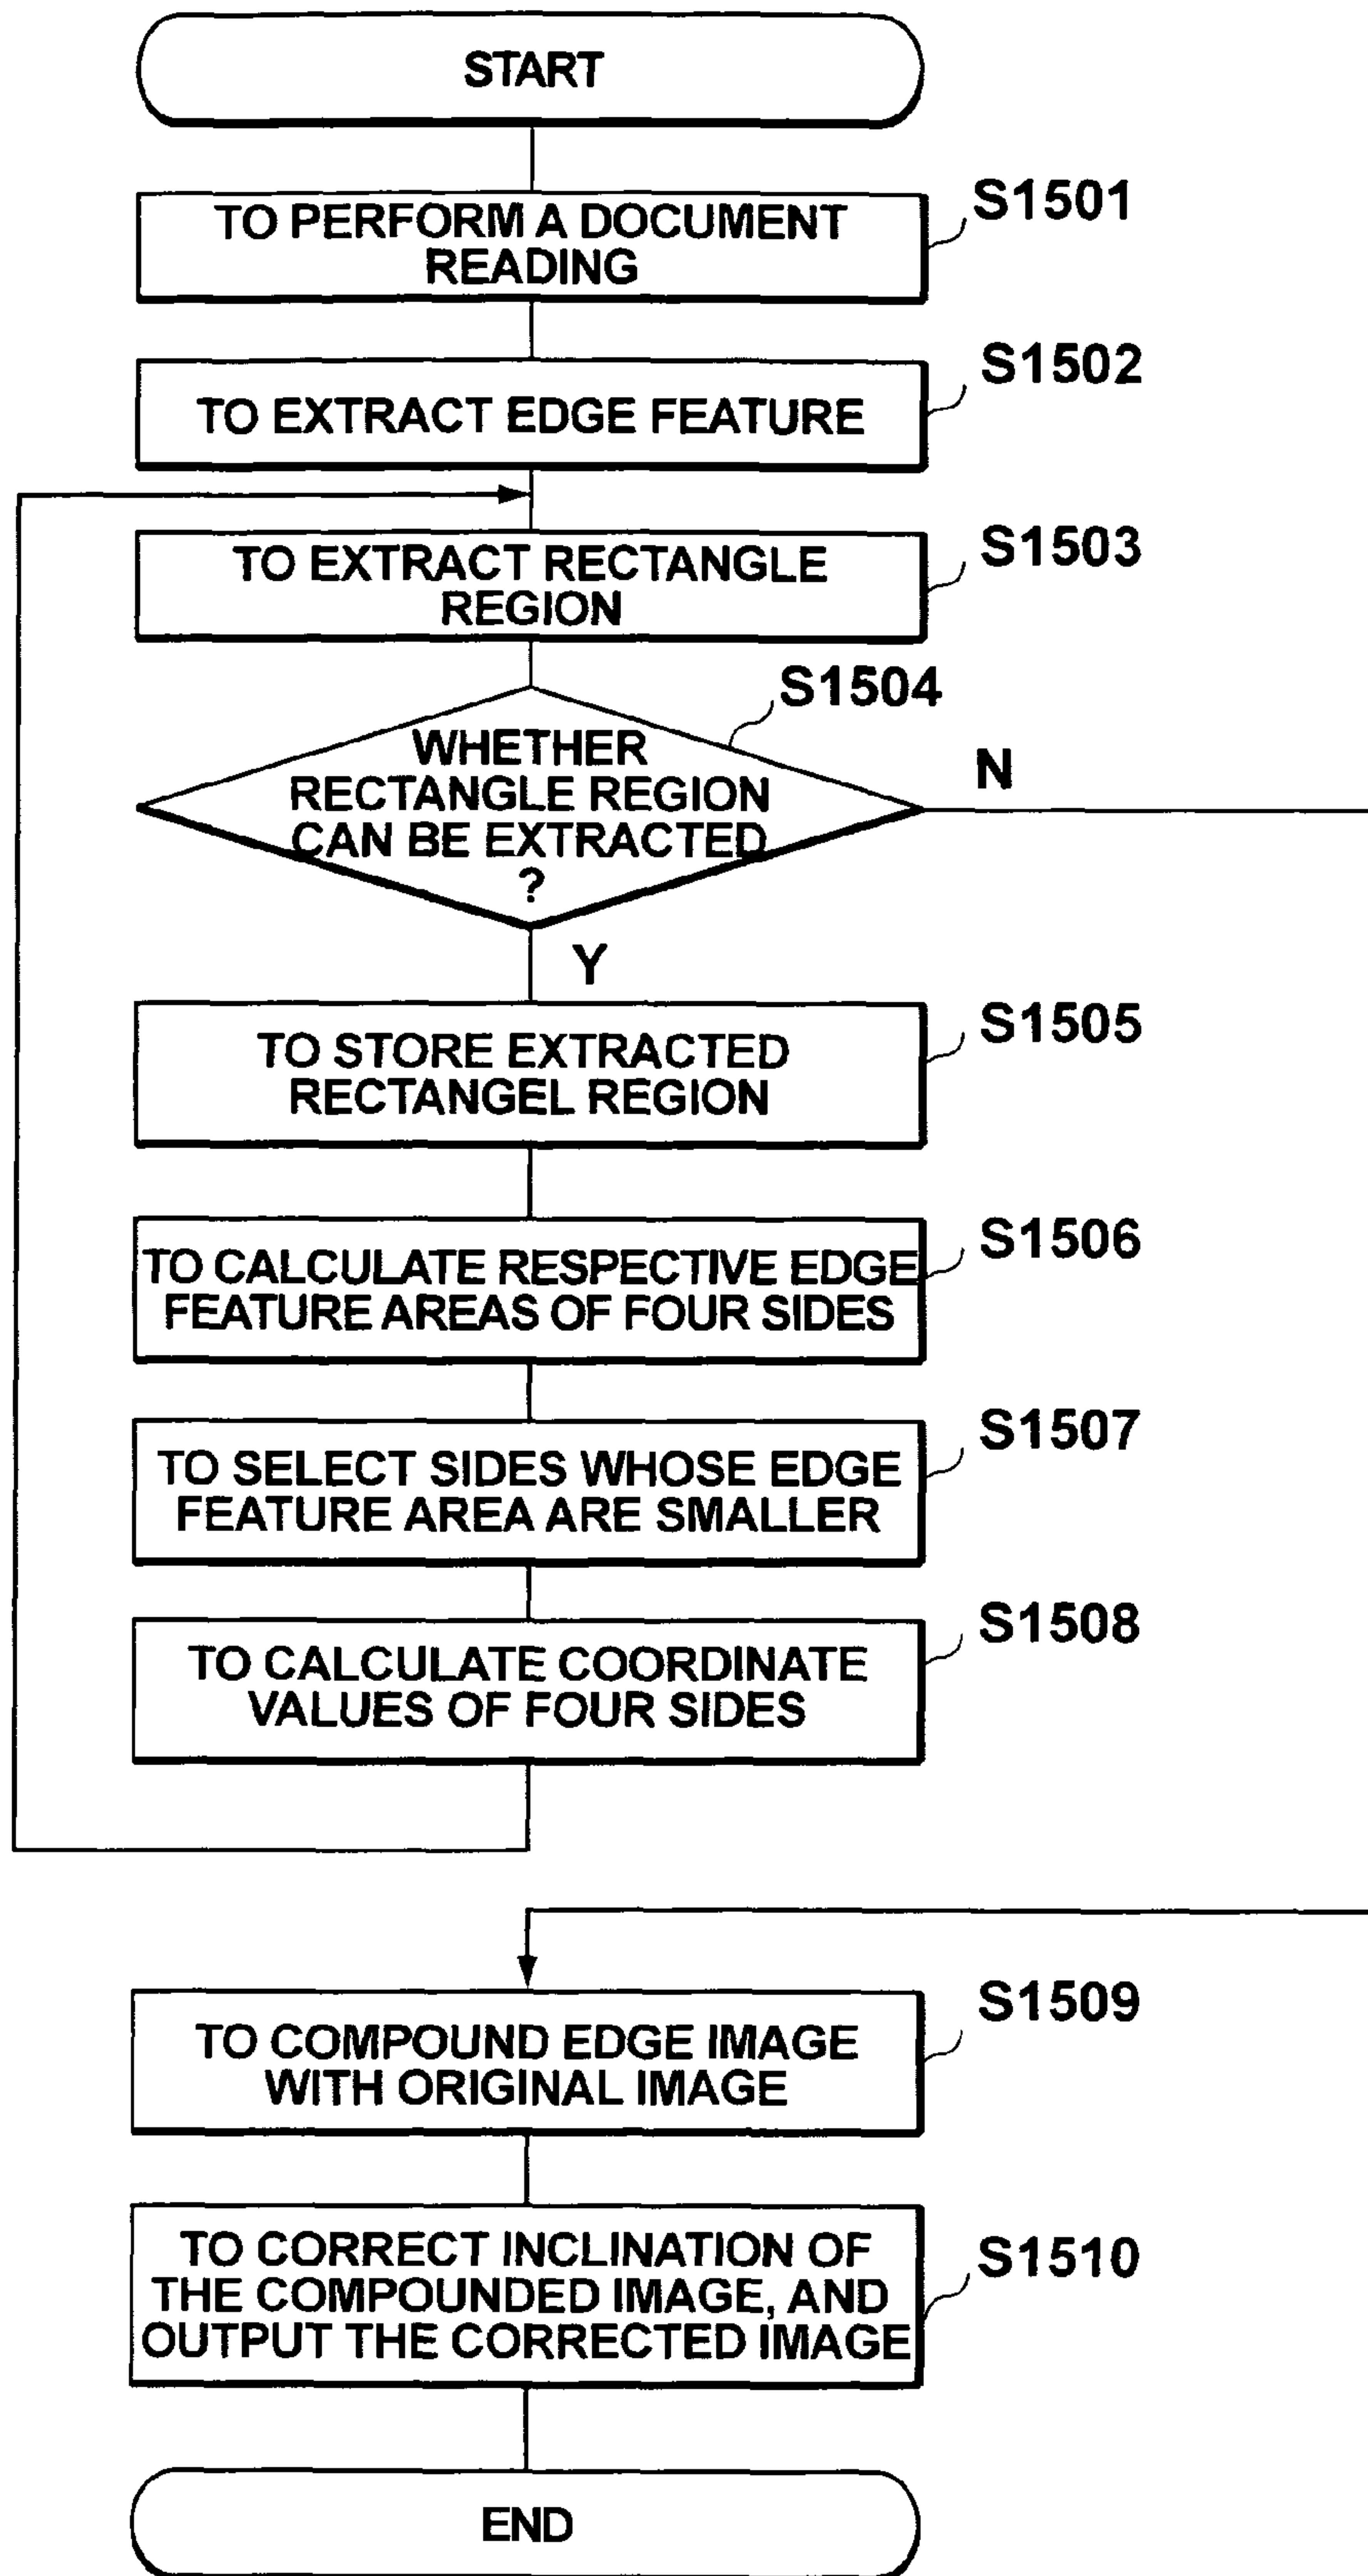 START
S1501
TO PERFORM A DOCUMENT
READING
S1502
TO EXTRACT EDGE FEATURE
S1503
TO EXTRACT RECTANGLE
REGION
S1504
WHETHER
RECTANGLE REGION
CAN BE EXTRACTED
?
N
Y
S1505
TO STORE EXTRACTED
RECTANGEL REGION
S1506
TO CALCULATE RESPECTIVE EDGE
FEATURE AREAS OF FOUR SIDES
S1507
TO SELECT SIDES WHOSE EDGE
FEATURE AREA ARE SMALLER
S1508
TO CALCULATE COORDINATE
VALUES OF FOUR SIDES
S1509
TO COMPOUND EDGE IMAGE
WITH ORIGINAL IMAGE
S1510
TO CORRECT INCLINATION OF
THE COMPOUNDED IMAGE, AND
OUTPUT THE CORRECTED IMAGE
END